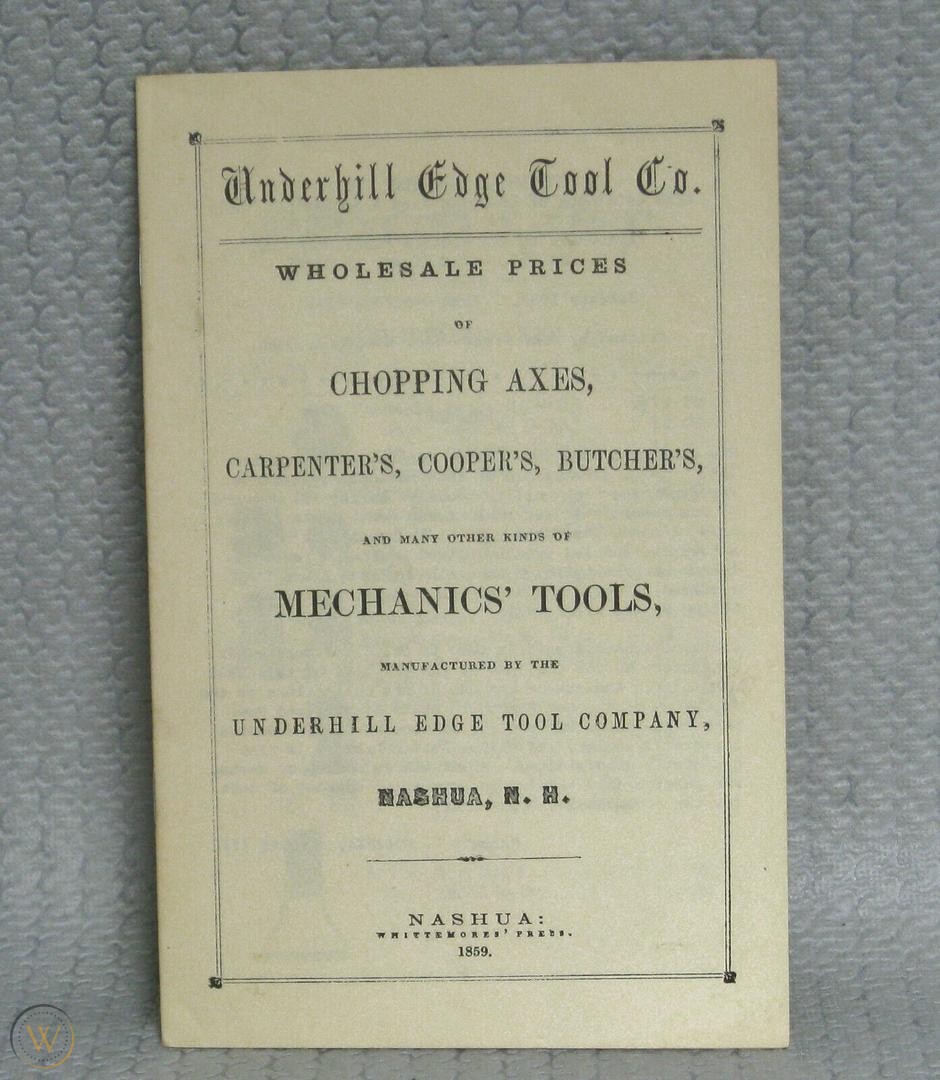 Underhill Edge Tool Co.
WHOLESALE PRICES
OF
CHOPPING AXES,
CARPENTER'S, COOPER'S, BUTCHER'S,
AND MANY OTHER KINDS OF
MECHANICS' TOOLS,
MANUFACTURED BY THE
UNDERHILL EDGE TOOL COMPANY,
NASHUA, N. H.
NASHUA:
WHITTEMORES' PRESS.
1859.
W